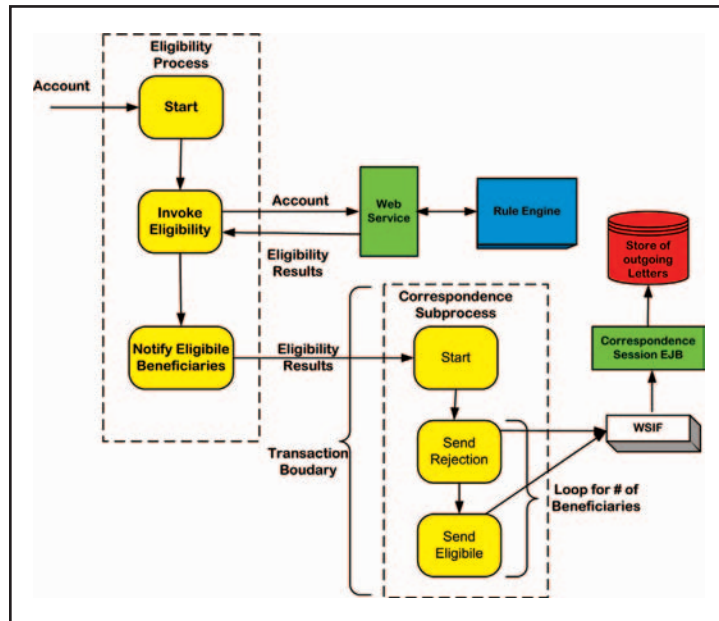 Eligibility
Process
Account
Start
Invoke
Eligibility
Account
Web
Service
Rule Engine
Eligibility
Results
Store of
outgoing
Letters
Correspondence
Subprocess
Notify Eligibile
Beneficiaries
Eligibility
Results
Start
Correspondence
Session EJB
Transaction
Boudary
Send
Rejection
WSIF
Loop for # of
Beneficiaries
Send
Eligibile